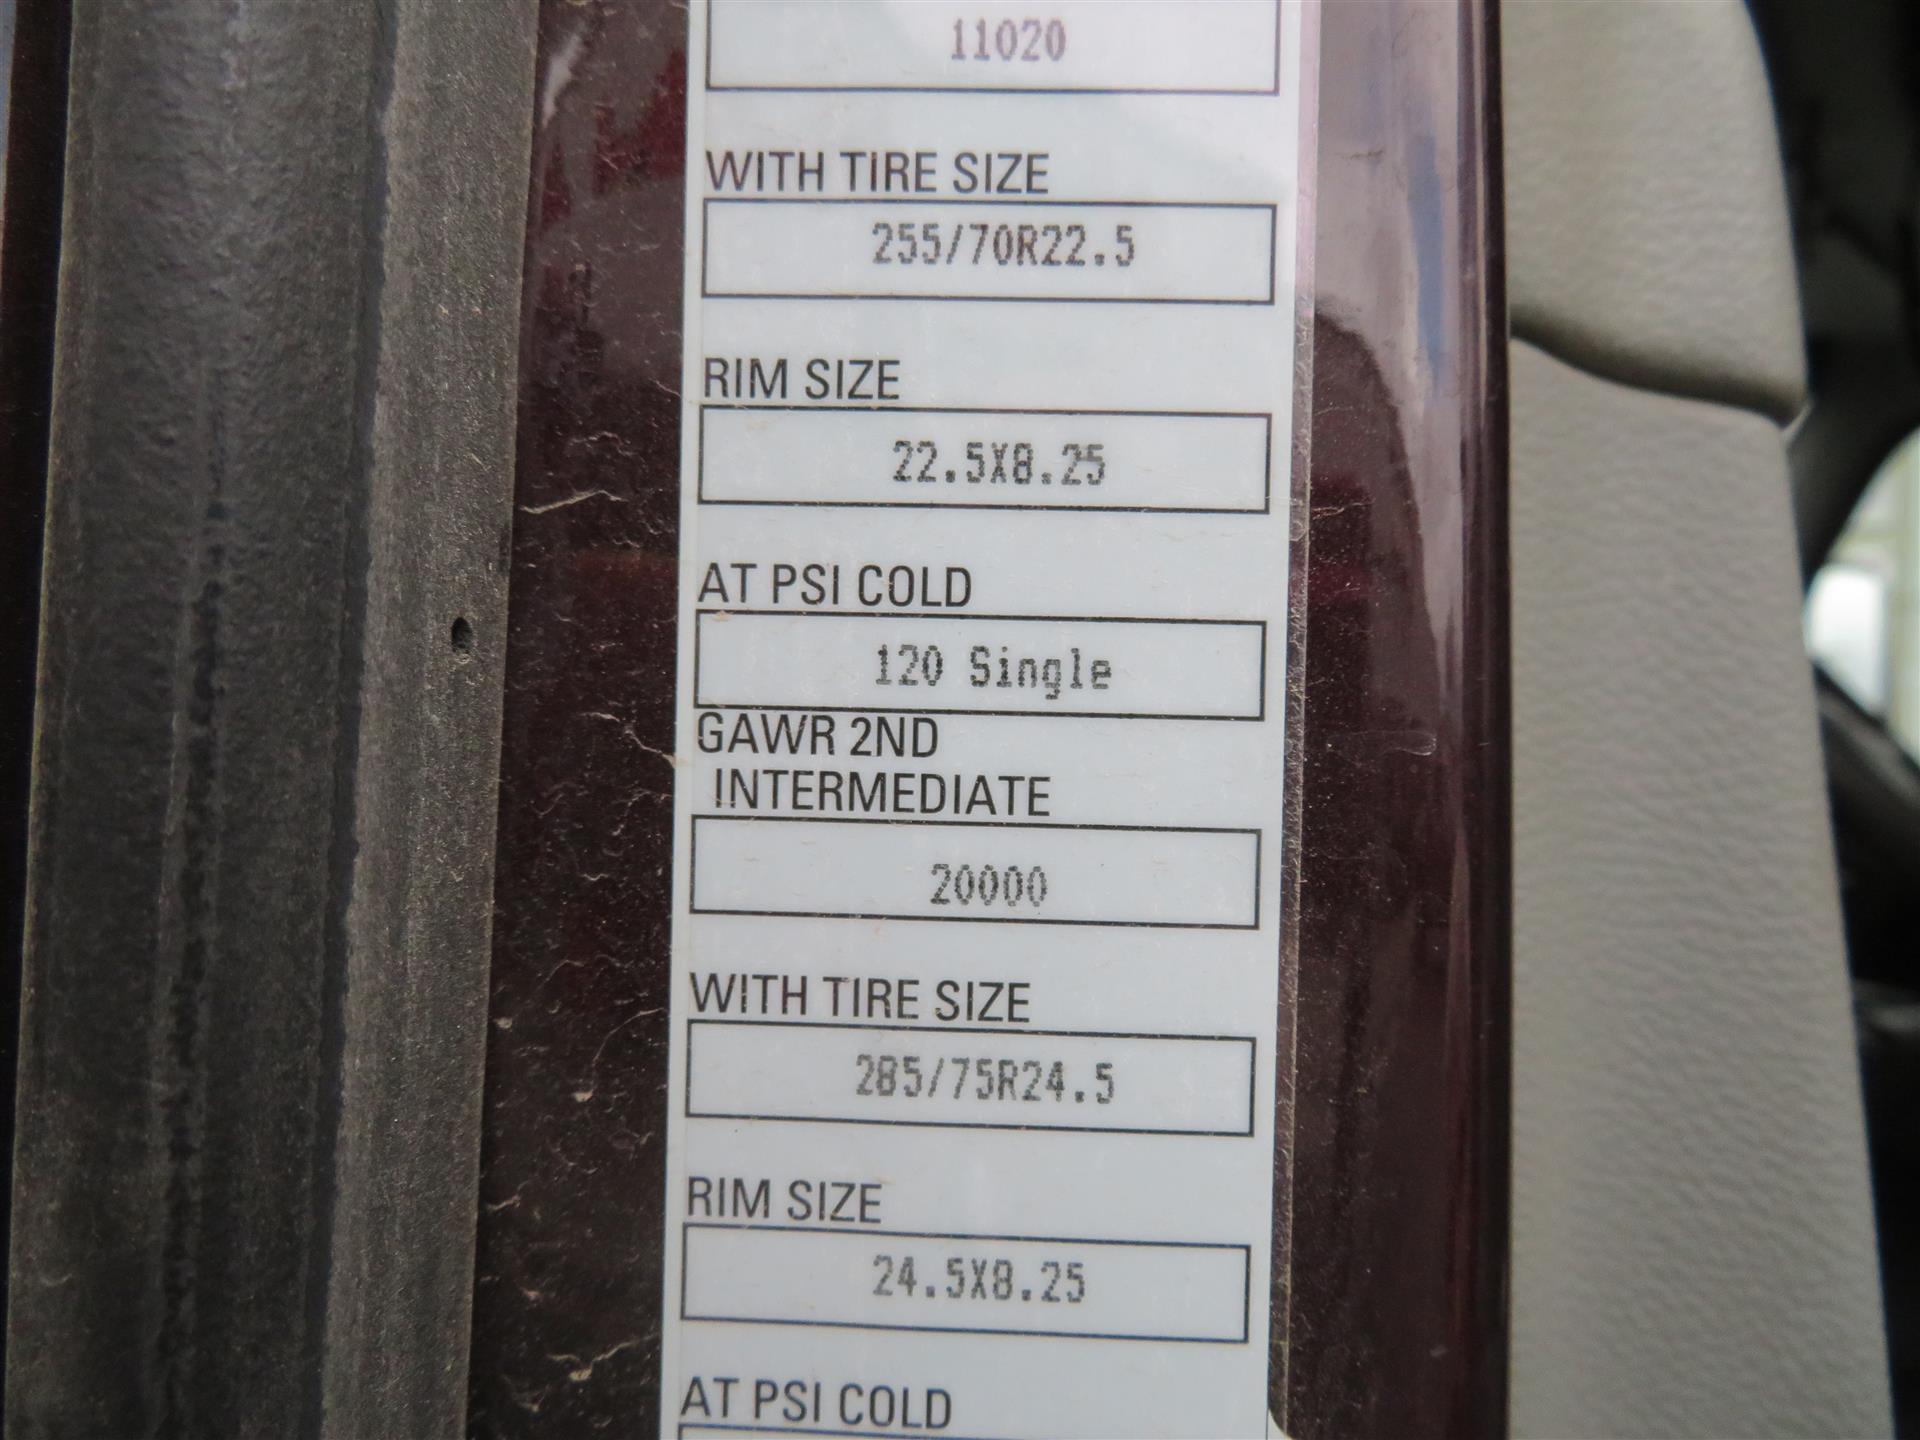 11020
WITH TIRE SIZE
255/70R22.5
RIM SIZE
22.5X8.25
AT PSI COLD
120 Single
GAWR 2ND
INTERMEDIATE
20000
WITH TIRE SIZE
285/75R24.5
RIM SIZE
24.5X8.25
AT PSI COLD